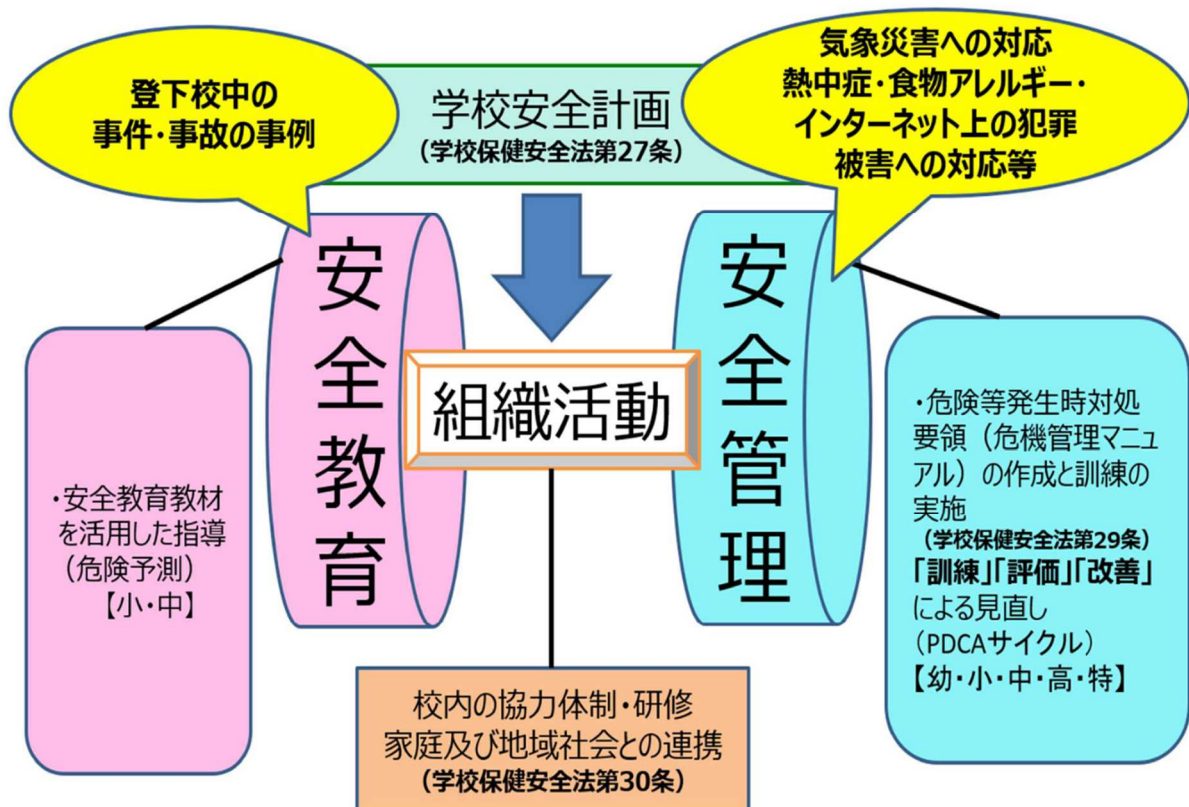 登下校中の
事件・事故の事例
学校安全計画
(学校保健安全法第27条)
気象災害への対応
熱中症・食物アレルギー・
インターネット上の犯罪
被害への対応等
安全教育
組織活動
安全管理
・安全教育教材
を活用した指導
(危険予測)
【小・中】
・危険等発生時対処
要領（危機管理マニュ
アル）の作成と訓練の
実施
(学校保健安全法第29条)
「訓練」「評価」「改善」
による見直し
（PDCAサイクル）
【幼・小・中・高・特】
校内の協力体制・研修
家庭及び地域社会との連携
(学校保健安全法第30条)